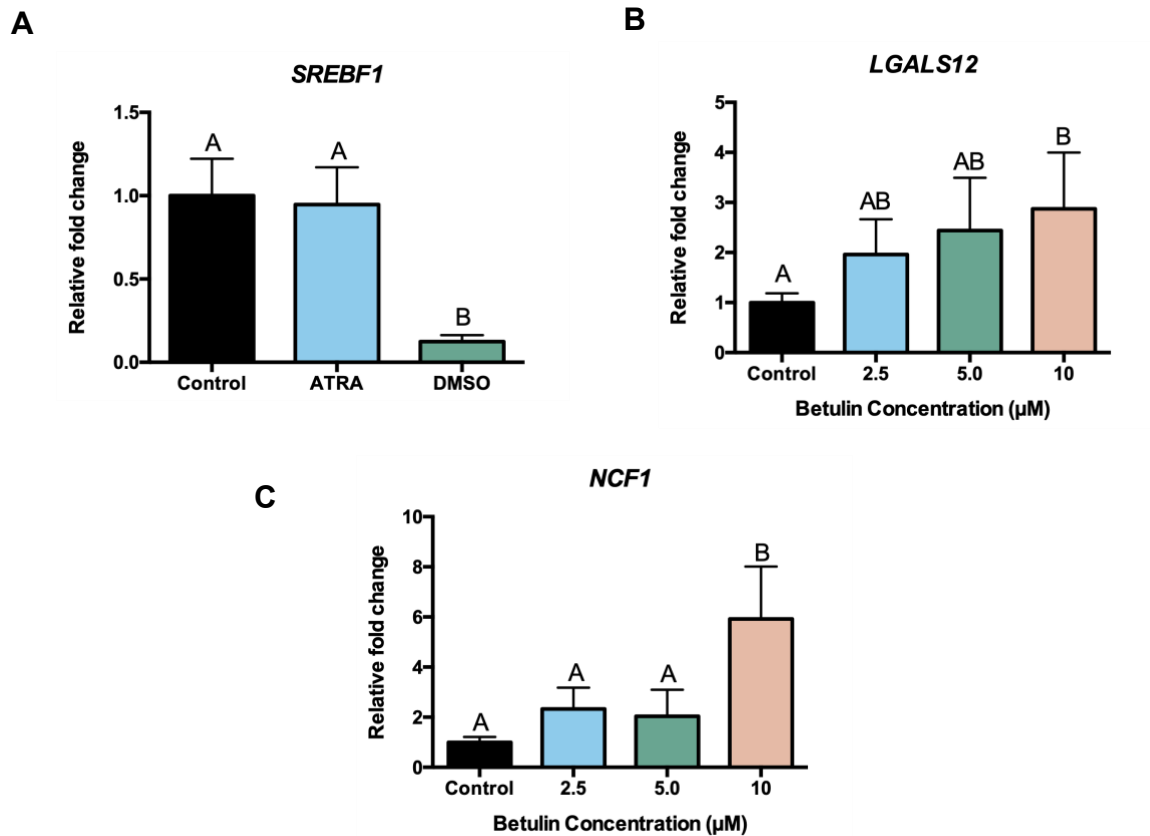 A
SREBF1
Relative fold change
1.5
1.0
0.5
0.0
A
A
B
Control ATRA DMSO
B
LGALS12
Relative fold change
5
4
3
2
1
0
A
AB
AB
B
Control 2.5 5.0 10
Betulin Concentration (µM)
C
NCF1
Relative fold change
10
8
6
4
2
0
A
A
A
B
Control 2.5 5.0 10
Betulin Concentration (µM)